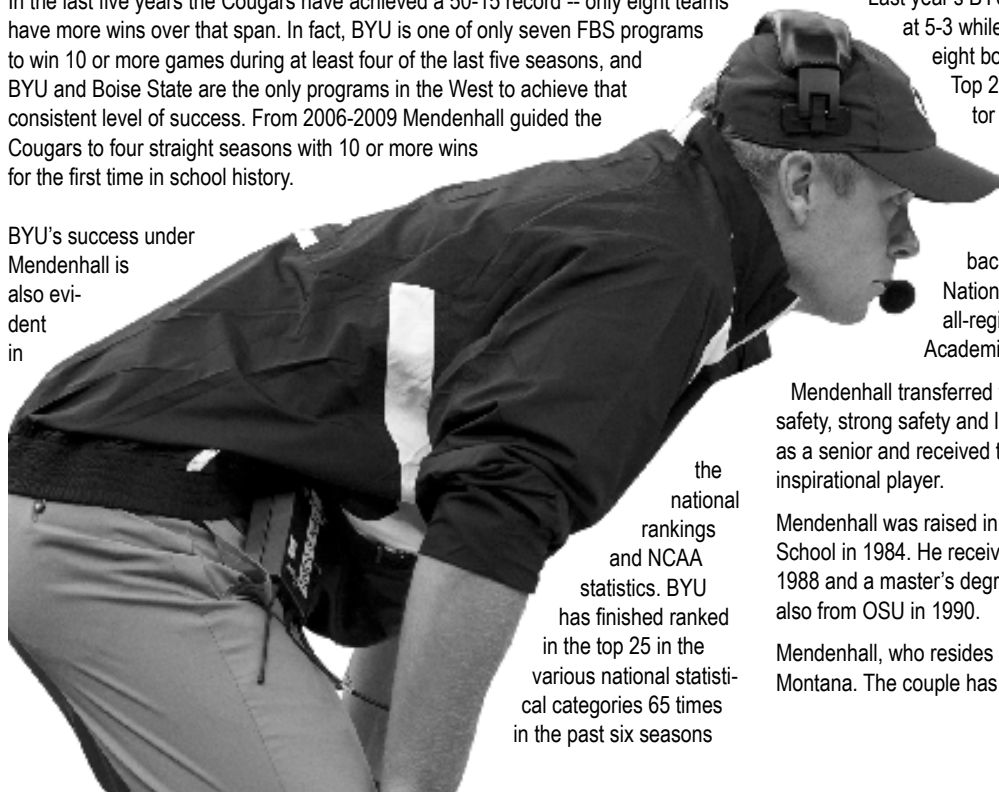 In the last five years the Cougars have achieved a 50-15 record -- only eight teams
have more wins over that span. In fact, BYU is one of only seven FBS programs
to win 10 or more games during at least four of the last five seasons, and
BYU and Boise State are the only programs in the West to achieve that
consistent level of success. From 2006-2009 Mendenhall guided the
Cougars to four straight seasons with 10 or more wins
for the first time in school history.
BYU's success under
Mendenhall is
also evi-
dent
in
the
national
rankings
and NCAA
statistics. BYU
has finished ranked
in the top 25 in the
various national statisti-
cal categories 65 times
in the past six seasons
Last year's BYU
at 5-3 while
eight bo
Top 2
tor
bac
Nation
all-regi
Academi
Mendenhall transferred
safety, strong safety and l
as a senior and received t
inspirational player.
Mendenhall was raised in
School in 1984. He receiv
1988 and a master's degr
also from OSU in 1990.
Mendenhall, who resides
Montana. The couple has